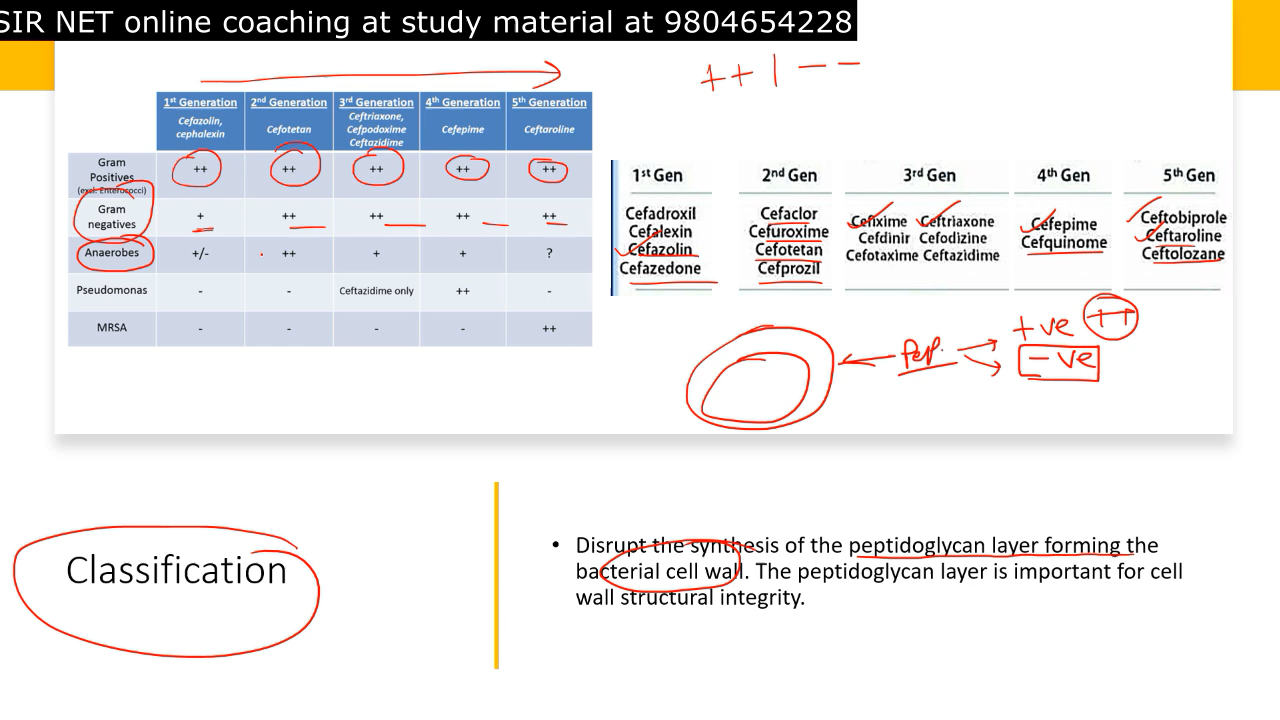 SIR NET online coaching at study material at 9804654228
++ | — —
1st Generation 2nd Generation 3rd Generation 4th Generation 5th Generation
Cefazolin, cephalexin Cefotetan Ceftriaxone, Cefpodoxime Ceftazidime Cefepime Ceftaroline
Gram Positives (excl. Enterococci) ++ ++ ++ ++ ++
Gram negatives + ++ ++ ++ ++
Anaerobes +/- ++ + + ?
Pseudomonas - - Ceftazidime only ++ -
MRSA - - - - ++
1st Gen 2nd Gen 3rd Gen 4th Gen 5th Gen
Cefadroxil
Cefalexin
Cefazolin
Cefazedone
Cefaclor
Cefuroxime
Cefotetan
Cefprozil
Cefixime Ceftriaxone
Cefdinir Cefodizine
Cefotaxime Ceftazidime
Cefepime
Cefquinome
Ceftobiprole
Ceftaroline
Ceftolozane
Pep.
+ve ++
-ve
Classification
• Disrupt the synthesis of the peptidoglycan layer forming the
bacterial cell wall. The peptidoglycan layer is important for cell
wall structural integrity.